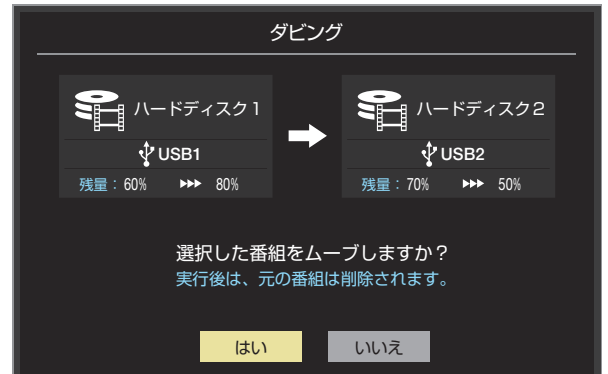 ダビング
ハードディスク1
USB1
残量：60% ▶▶▶ 80%
ハードディスク2
USB2
残量：70% ▶▶▶ 50%
選択した番組をムーブしますか？
実行後は、元の番組は削除されます。
はい
いいえ